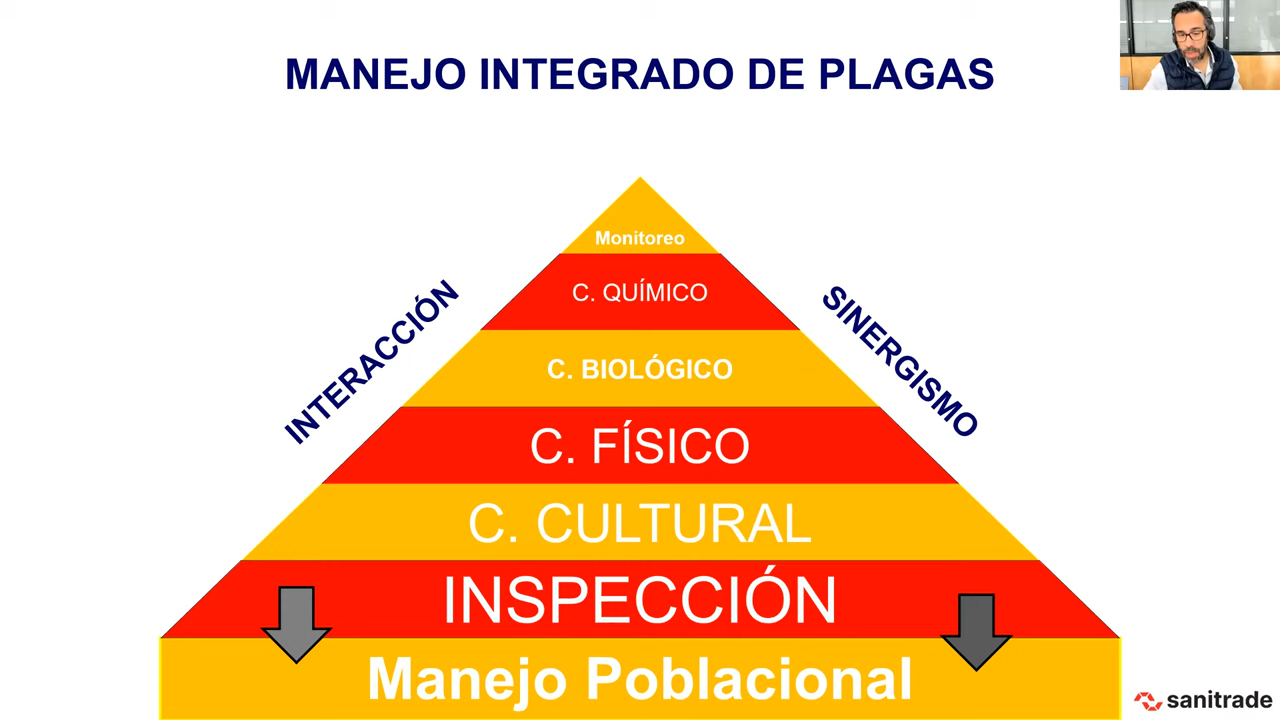 MANEJO INTEGRADO DE PLAGAS
Monitoreo
C. QUÍMICO
INTERACCIÓN
SINERGISMO
C. BIOLÓGICO
C. FÍSICO
C. CULTURAL
INSPECCIÓN
Manejo Poblacional
sanitrade